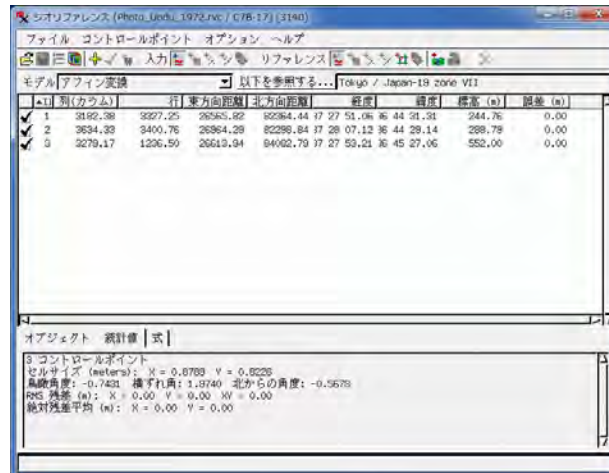 ジオリファレンス (Photo_Uodu_1972.rvc / C7B-17) (3140)
ファイル コントロールポイント オプション ヘルプ
入力 リファレンス
モデル アフィン変換 以下を参照する... Tokyo / Japan-19 zone VII
ID 列(カラム) 行 東方向距離 北方向距離 経度 緯度 標高 (m) 誤差 (m)
1 3182.38 3327.25 26565.82 82364.44 37 27 51.06 36 44 31.31 244.76 0.00
2 3634.33 3400.76 26964.29 82296.84 37 28 07.12 36 44 29.14 288.79 0.00
3 3279.17 1236.50 26613.94 84082.79 37 27 53.21 36 45 27.06 552.00 0.00
オブジェクト 統計値 式
3 コントロールポイント
セルサイズ (meters): X = 0.8789 Y = 0.8226
鳥瞰角度: -0.7431 横ずれ角: 1.9740 北からの角度: -0.5673
RMS 残差 (m): X = 0.00 Y = 0.00 XY = 0.00
絶対残差平均 (m): X = 0.00 Y = 0.00